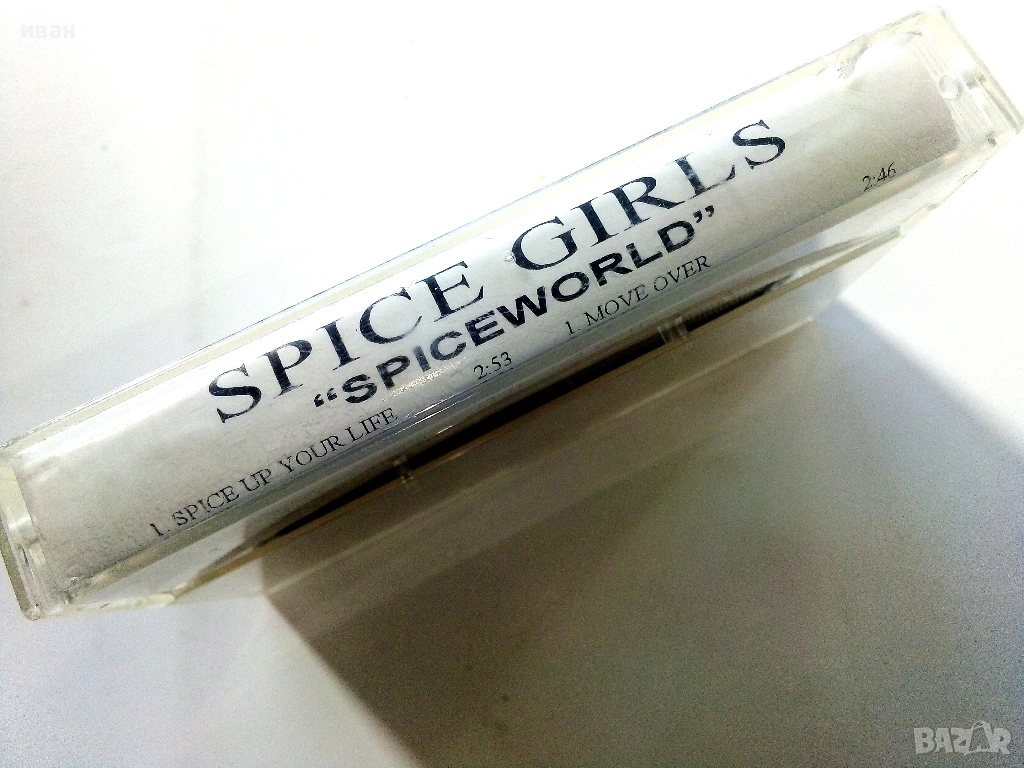 иван
SPICE GIRLS
“SPICEWORLD”
1. SPICE UP YOUR LIFE 2:53
1. MOVE OVER 2:46
BAZAR